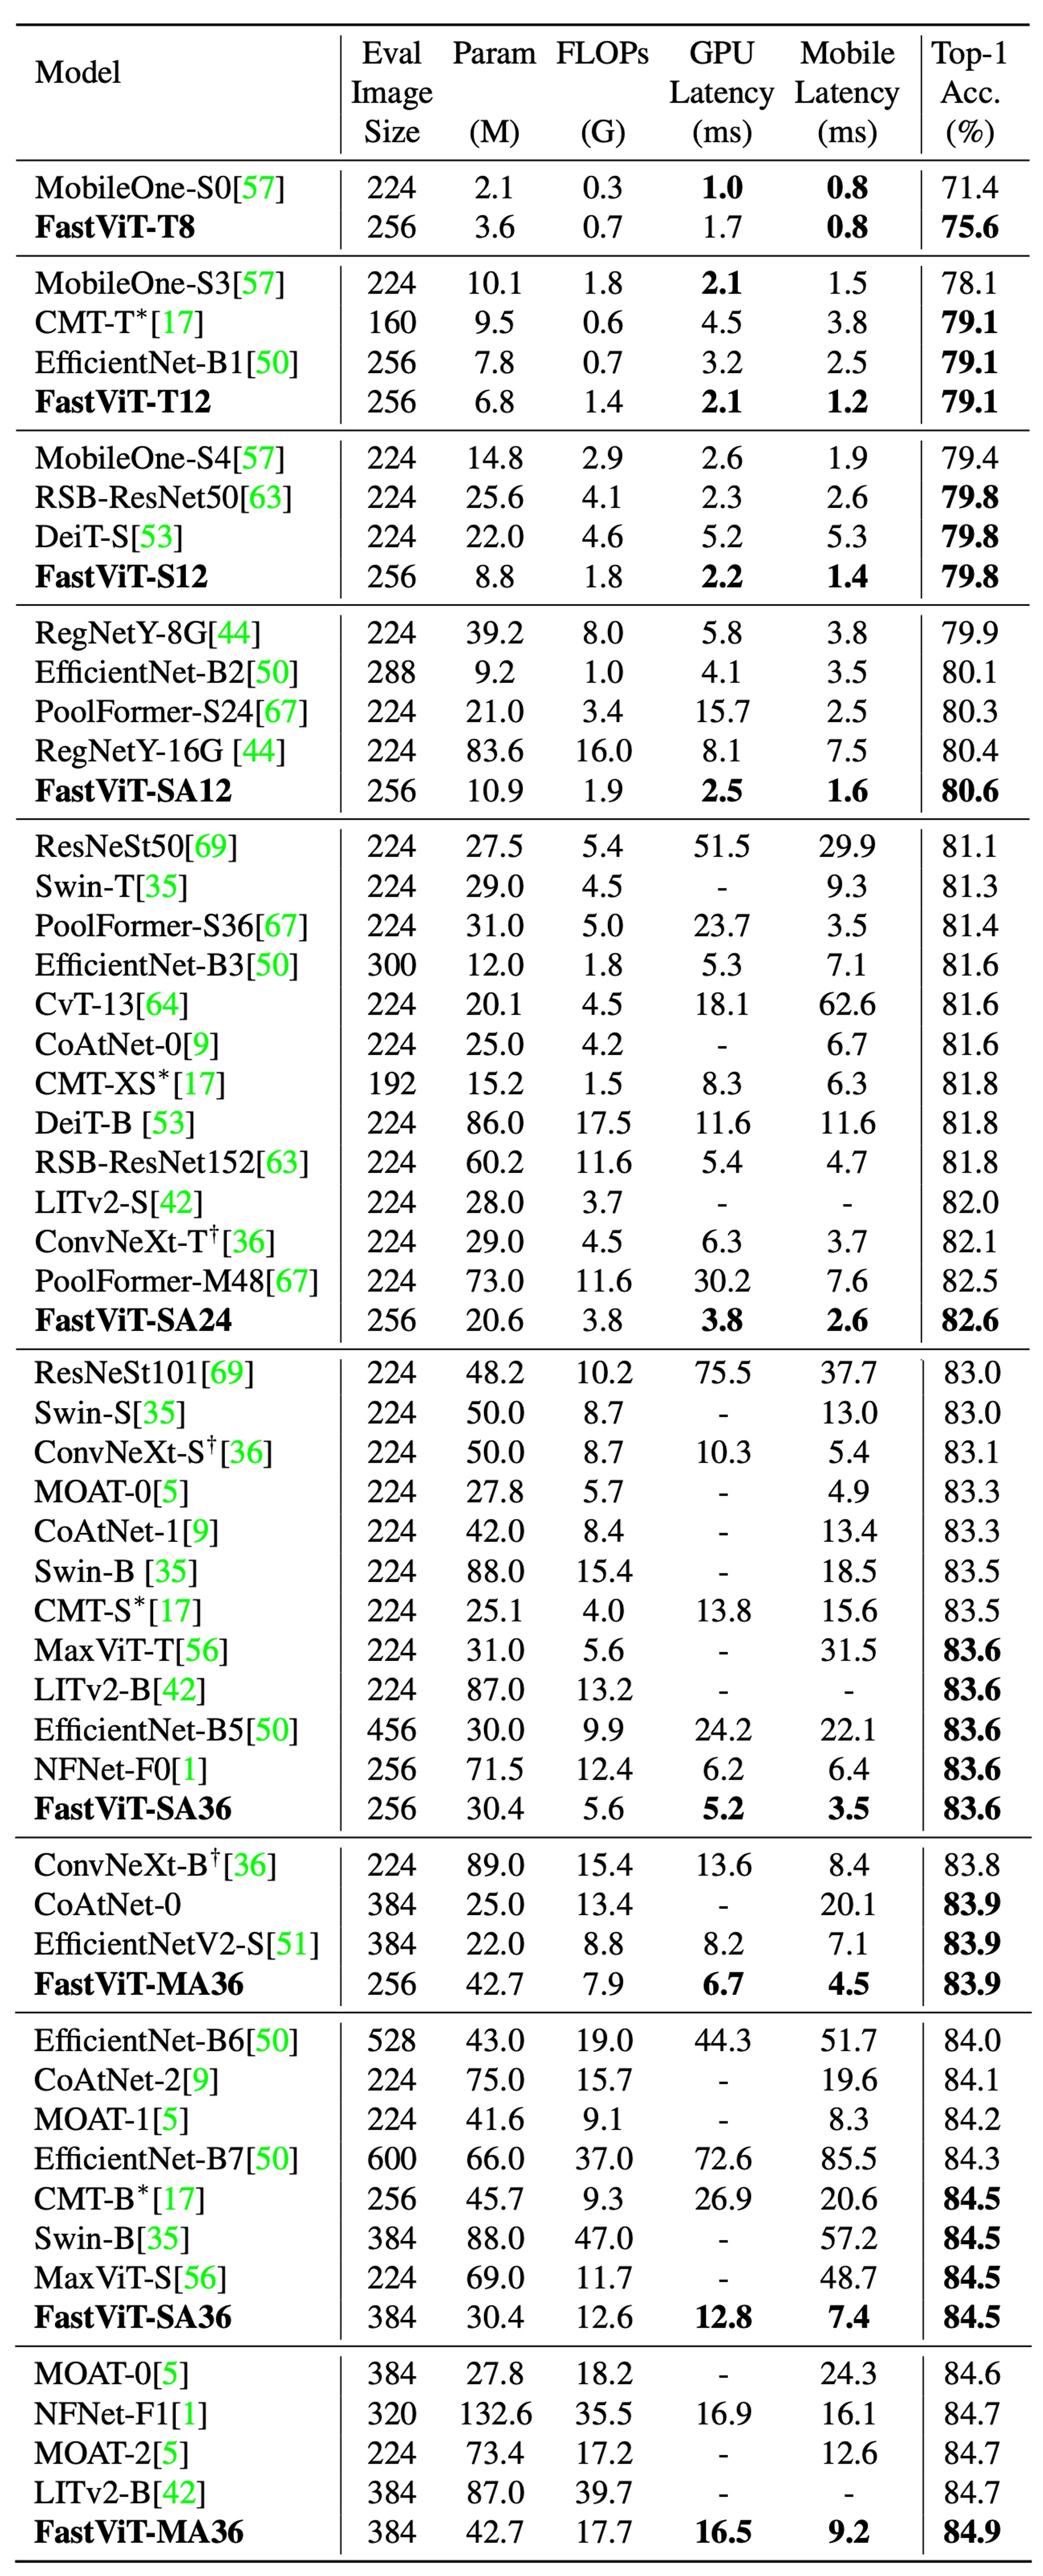 Model Eval Image Size Param (M) FLOPs (G) GPU Latency (ms) Mobile Latency (ms) Top-1 Acc. (%)
MobileOne-S0[57] 224 2.1 0.3 1.0 0.8 71.4
FastViT-T8 256 3.6 0.7 1.7 0.8 75.6
MobileOne-S3[57] 224 10.1 1.8 2.1 1.5 78.1
CMT-T*[17] 160 9.5 0.6 4.5 3.8 79.1
EfficientNet-B1[50] 256 7.8 0.7 3.2 2.5 79.1
FastViT-T12 256 6.8 1.4 2.1 1.2 79.1
MobileOne-S4[57] 224 14.8 2.9 2.6 1.9 79.4
RSB-ResNet50[63] 224 25.6 4.1 2.3 2.6 79.8
DeiT-S[53] 224 22.0 4.6 5.2 5.3 79.8
FastViT-S12 256 8.8 1.8 2.2 1.4 79.8
RegNetY-8G[44] 224 39.2 8.0 5.8 3.8 79.9
EfficientNet-B2[50] 288 9.2 1.0 4.1 3.5 80.1
PoolFormer-S24[67] 224 21.0 3.4 15.7 2.5 80.3
RegNetY-16G [44] 224 83.6 16.0 8.1 7.5 80.4
FastViT-SA12 256 10.9 1.9 2.5 1.6 80.6
ResNeSt50[69] 224 27.5 5.4 51.5 29.9 81.1
Swin-T[35] 224 29.0 4.5 - 9.3 81.3
PoolFormer-S36[67] 224 31.0 5.0 23.7 3.5 81.4
EfficientNet-B3[50] 300 12.0 1.8 5.3 7.1 81.6
CvT-13[64] 224 20.1 4.5 18.1 62.6 81.6
CoAtNet-0[9] 224 25.0 4.2 - 6.7 81.6
CMT-XS*[17] 192 15.2 1.5 8.3 6.3 81.8
DeiT-B [53] 224 86.0 17.5 11.6 11.6 81.8
RSB-ResNet152[63] 224 60.2 11.6 5.4 4.7 81.8
LITv2-S[42] 224 28.0 3.7 - - 82.0
ConvNeXt-T†[36] 224 29.0 4.5 6.3 3.7 82.1
PoolFormer-M48[67] 224 73.0 11.6 30.2 7.6 82.5
FastViT-SA24 256 20.6 3.8 3.8 2.6 82.6
ResNeSt101[69] 224 48.2 10.2 75.5 37.7 83.0
Swin-S[35] 224 50.0 8.7 - 13.0 83.0
ConvNeXt-S†[36] 224 50.0 8.7 10.3 5.4 83.1
MOAT-0[5] 224 27.8 5.7 - 4.9 83.3
CoAtNet-1[9] 224 42.0 8.4 - 13.4 83.3
Swin-B [35] 224 88.0 15.4 - 18.5 83.5
CMT-S*[17] 224 25.1 4.0 13.8 15.6 83.5
MaxViT-T[56] 224 31.0 5.6 - 31.5 83.6
LITv2-B[42] 224 87.0 13.2 - - 83.6
EfficientNet-B5[50] 456 30.0 9.9 24.2 22.1 83.6
NFNet-F0[1] 256 71.5 12.4 6.2 6.4 83.6
FastViT-SA36 256 30.4 5.6 5.2 3.5 83.6
ConvNeXt-B†[36] 224 89.0 15.4 13.6 8.4 83.8
CoAtNet-0 384 25.0 13.4 - 20.1 83.9
EfficientNetV2-S[51] 384 22.0 8.8 8.2 7.1 83.9
FastViT-MA36 256 42.7 7.9 6.7 4.5 83.9
EfficientNet-B6[50] 528 43.0 19.0 44.3 51.7 84.0
CoAtNet-2[9] 224 75.0 15.7 - 19.6 84.1
MOAT-1[5] 224 41.6 9.1 - 8.3 84.2
EfficientNet-B7[50] 600 66.0 37.0 72.6 85.5 84.3
CMT-B*[17] 256 45.7 9.3 26.9 20.6 84.5
Swin-B[35] 384 88.0 47.0 - 57.2 84.5
MaxViT-S[56] 224 69.0 11.7 - 48.7 84.5
FastViT-SA36 384 30.4 12.6 12.8 7.4 84.5
MOAT-0[5] 384 27.8 18.2 - 24.3 84.6
NFNet-F1[1] 320 132.6 35.5 16.9 16.1 84.7
MOAT-2[5] 224 73.4 17.2 - 12.6 84.7
LITv2-B[42] 384 87.0 39.7 - - 84.7
FastViT-MA36 384 42.7 17.7 16.5 9.2 84.9